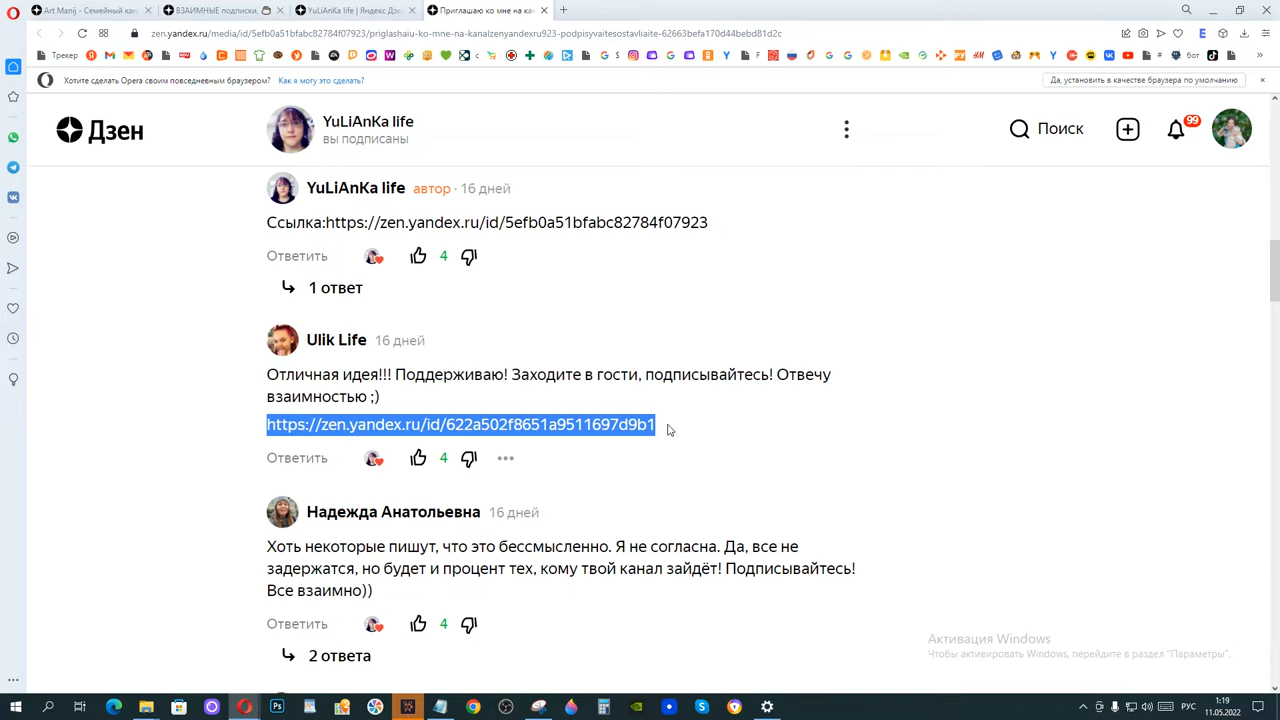 Art Manij - Семейный кан
ВЗАИМНЫЕ подписки,
YuLiAnKa life | Яндекс Дзен
Приглашаю ко мне на кан
zen.yandex.ru/media/id/5efb0a51bfabc82784f07923/priglashaiu-ko-mne-na-kanalzenyandexru923-podpisyvaitesostavliaite-62663befa170d44bebd81d2c
Трекер
бот
Хотите сделать Opera своим повседневным браузером?
Как я могу это сделать?
Да, установить в качестве браузера по умолчанию
Дзен
YuLiAnKa life
вы подписаны
Поиск
99
YuLiAnKa life автор · 16 дней
Ссылка:https://zen.yandex.ru/id/5efb0a51bfabc82784f07923
Ответить
4
1 ответ
Ulik Life 16 дней
Отличная идея!!! Поддерживаю! Заходите в гости, подписывайтесь! Отвечу
взаимностью ;)
https://zen.yandex.ru/id/622a502f8651a9511697d9b1
Ответить
4
Надежда Анатольевна 16 дней
Хоть некоторые пишут, что это бессмысленно. Я не согласна. Да, все не
задержатся, но будет и процент тех, кому твой канал зайдёт! Подписывайтесь!
Все взаимно))
Ответить
4
2 ответа
Активация Windows
Чтобы активировать Windows, перейдите в раздел "Параметры".
РУС
1:19
11.05.2022